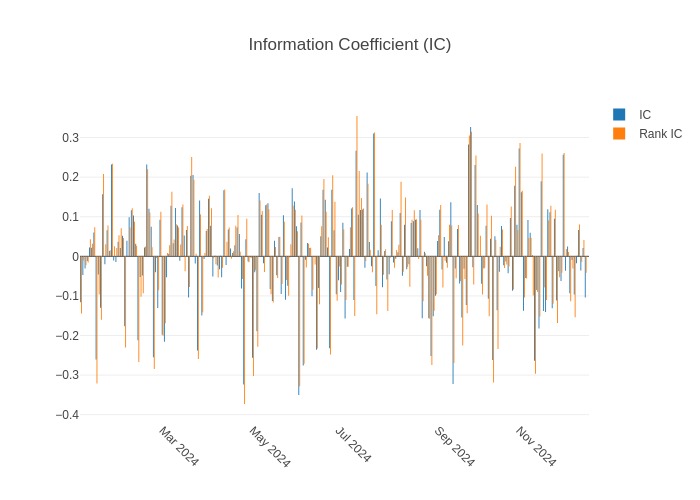 Information Coefficient (IC)
IC
Rank IC
0.3
0.2
0.1
0
−0.1
−0.2
−0.3
−0.4
Mar 2024
May 2024
Jul 2024
Sep 2024
Nov 2024